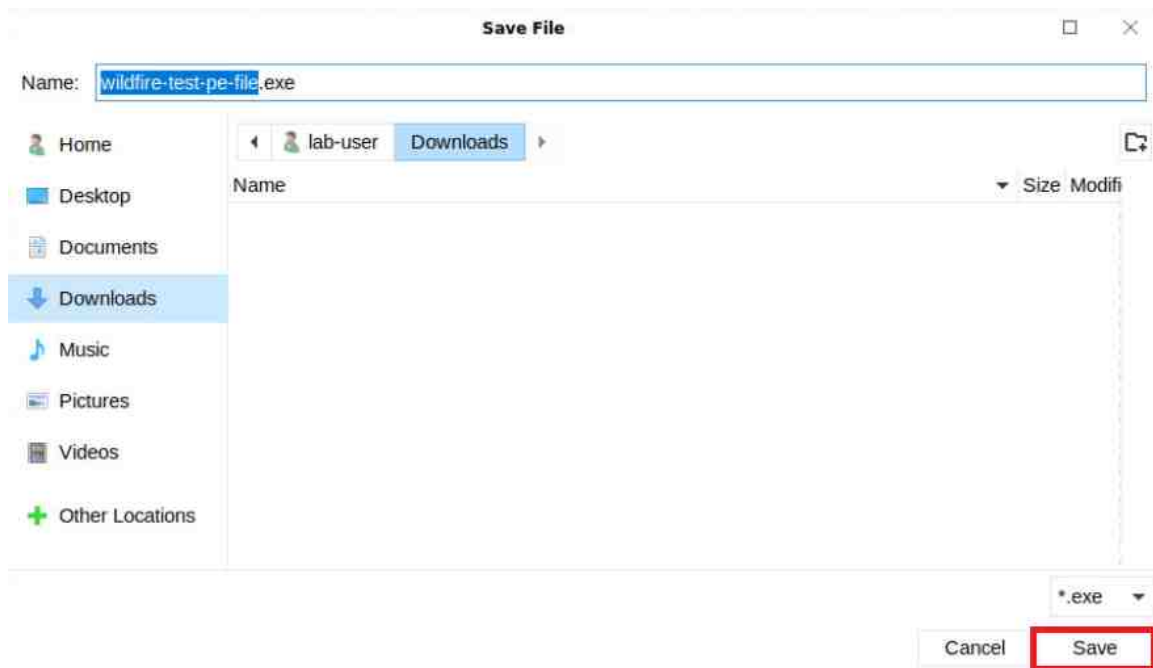 Save File
Name: wildfire-test-pe-file.exe
Home
lab-user Downloads
Desktop
Name Size Modifi
Documents
Downloads
Music
Pictures
Videos
Other Locations
*.exe
Cancel Save